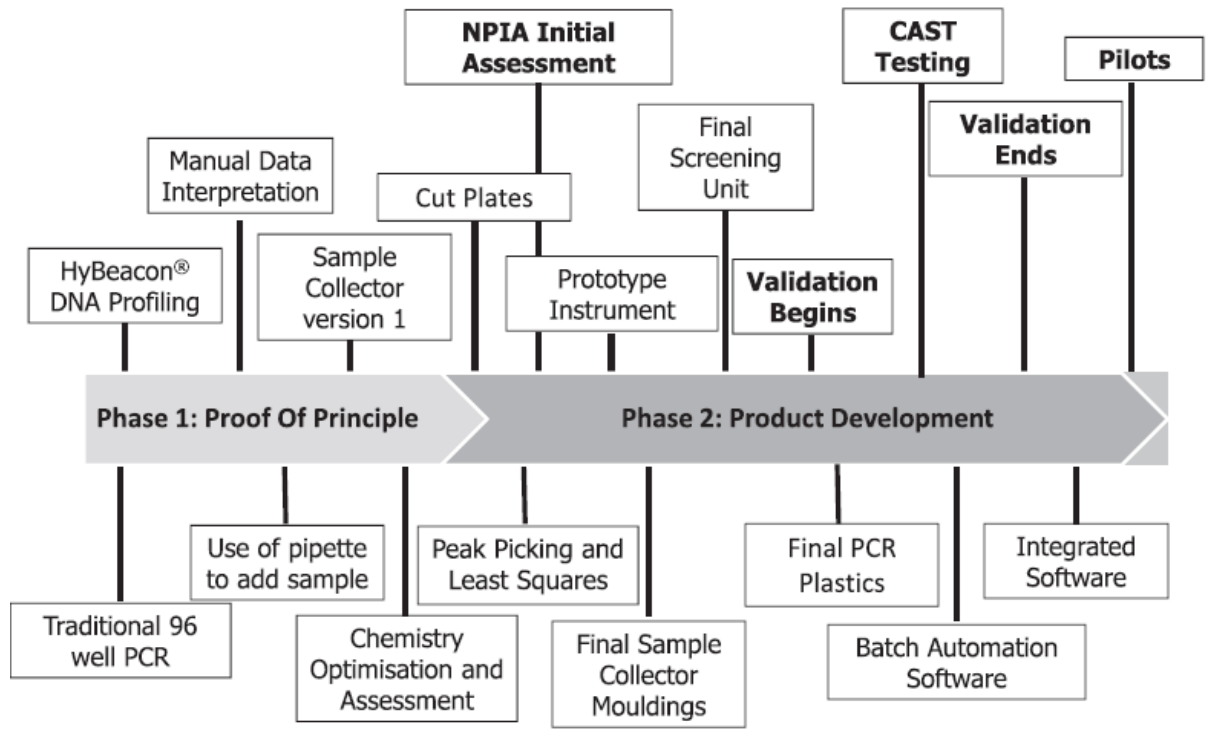 NPIA Initial
Assessment
CAST
Testing
Pilots
Manual Data
Interpretation
Cut Plates
Final
Screening
Unit
Validation
Ends
HyBeacon®
DNA Profiling
Sample
Collector
version 1
Prototype
Instrument
Validation
Begins
Phase 1: Proof Of Principle
Phase 2: Product Development
Traditional 96
well PCR
Use of pipette
to add sample
Chemistry
Optimisation and
Assessment
Peak Picking and
Least Squares
Final Sample
Collector
Mouldings
Final PCR
Plastics
Batch Automation
Software
Integrated
Software